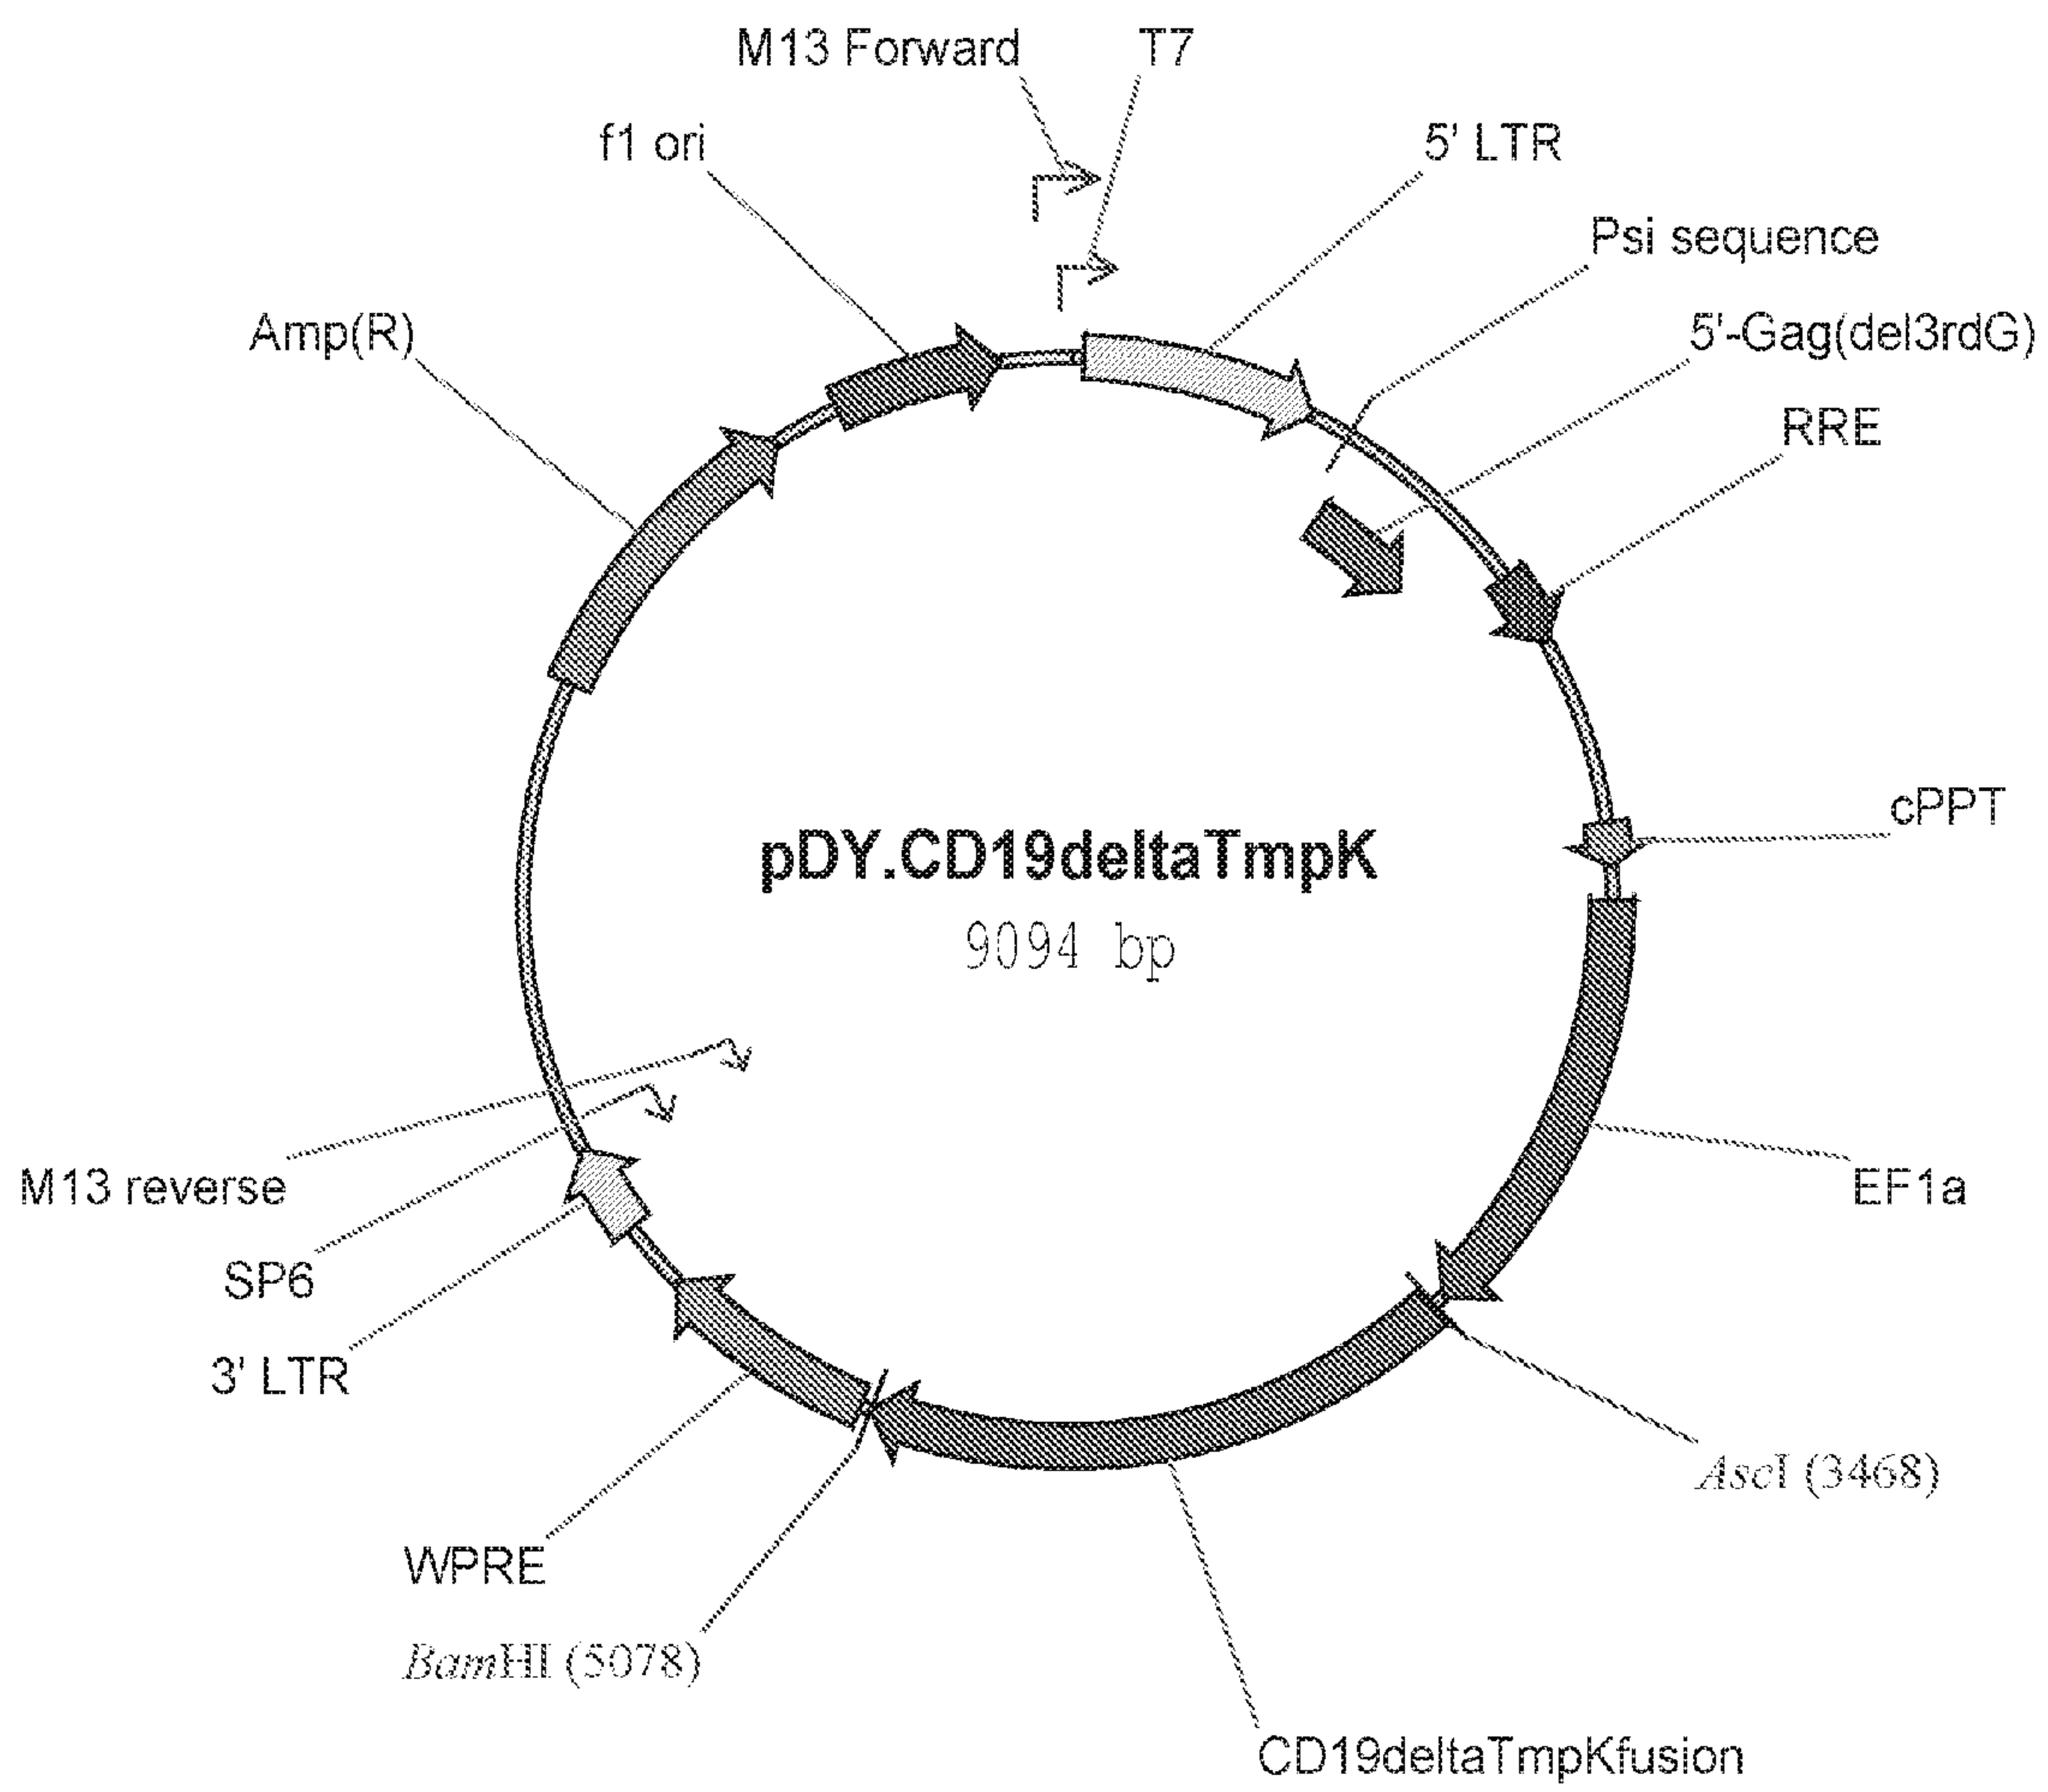 M13 Forward
T7
f1 ori
5' LTR
Psi sequence
Amp(R)
5'-Gag(del3rdG)
RRE
cPPT
pDY.CD19deltaTmpK
9094 bp
M13 reverse
EF1a
SP6
3' LTR
AscI (3468)
WPRE
BamHI (5078)
CD19deltaTmpKfusion